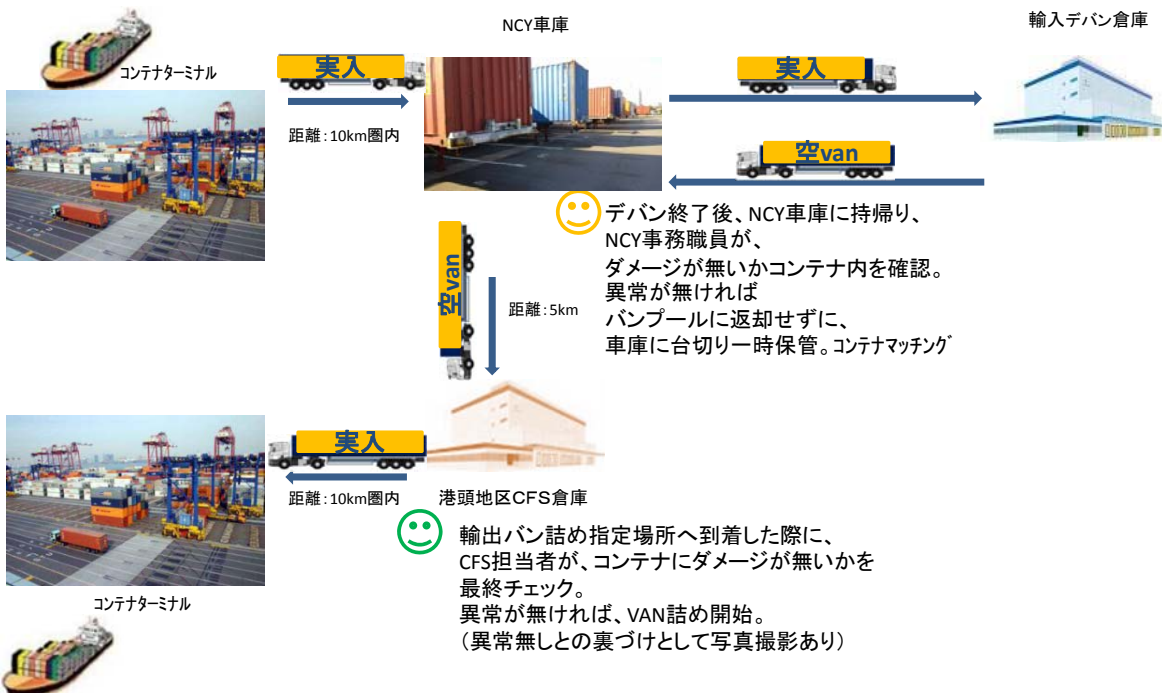 NCY車庫
輸入デバン倉庫
コンテナターミナル
実入
実入
距離:10km圏内
空van
デバン終了後、NCY車庫に持帰り、
NCY事務職員が、
ダメージが無いかコンテナ内を確認。
異常が無ければ
バンプールに返却せずに、
車庫に台切り一時保管。コンテナマッチング
空van
距離:5km
実入
距離:10km圏内
港頭地区CFS倉庫
輸出バン詰め指定場所へ到着した際に、
CFS担当者が、コンテナにダメージが無いかを
最終チェック。
異常が無ければ、VAN詰め開始。
(異常無しとの裏づけとして写真撮影あり)
コンテナターミナル